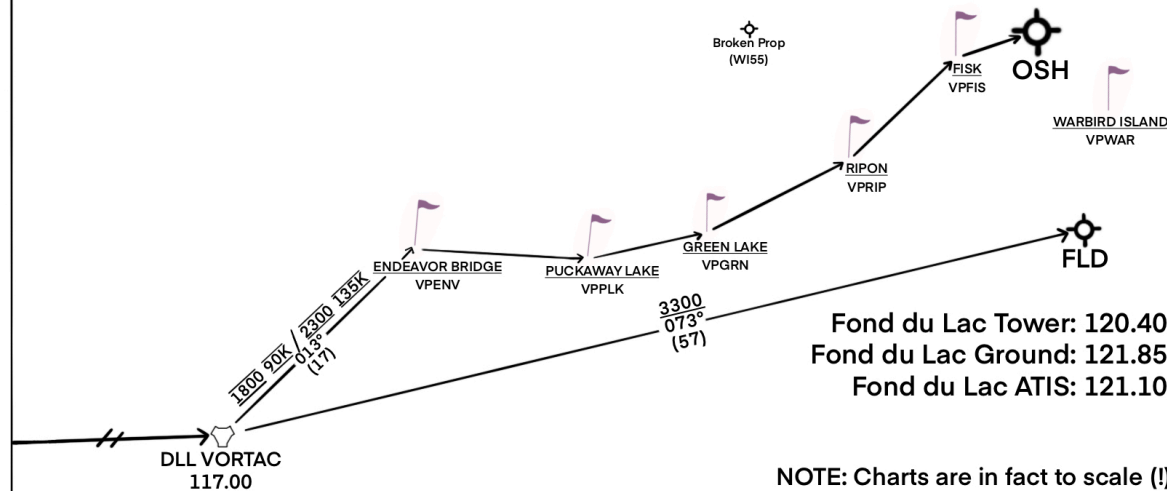 Broken Prop
(WI55)
FISK
VPFIS
OSH
WARBIRD ISLAND
VPWAR
RIPON
VPRIP
GREEN LAKE
VPGRN
FLD
ENDEAVOR BRIDGE
VPENV
PUCKAWAY LAKE
VPPLK
1800 90K / 2300 135K
013°
(17)
3300
073°
(57)
Fond du Lac Tower: 120.40
Fond du Lac Ground: 121.85
Fond du Lac ATIS: 121.10
DLL VORTAC
117.00
NOTE: Charts are in fact to scale (!)